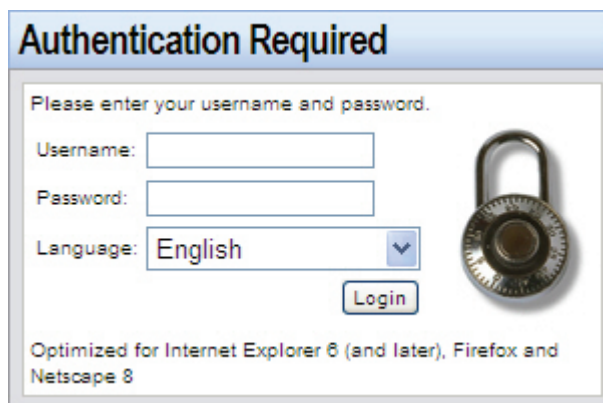 Authentication Required
Please enter your username and password.
Username:
Password:
Language: English
Login
Optimized for Internet Explorer 6 (and later), Firefox and
Netscape 8